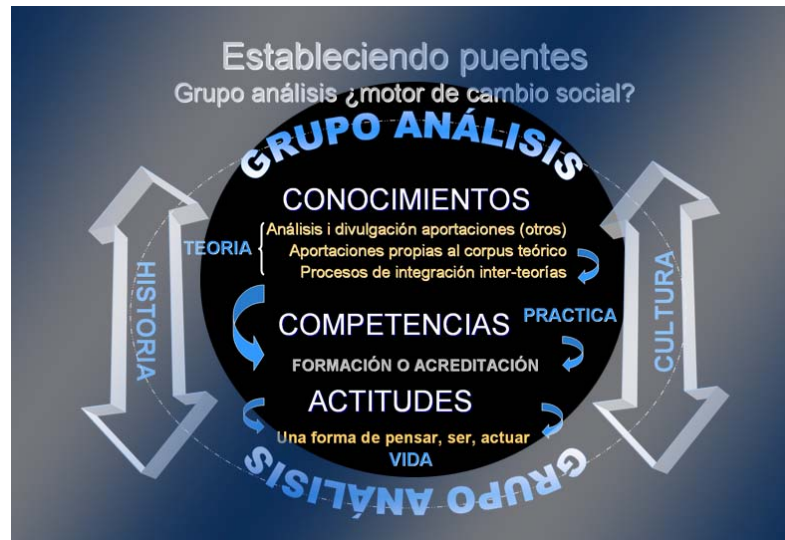 Estableciendo puentes
Grupo análisis ¿motor de cambio social?
GRUPO ANÁLISIS
CONOCIMIENTOS
Análisis i divulgación aportaciones (otros)
TEORIA
Aportaciones propias al corpus teórico
Procesos de integración inter-teorías
HISTORIA
CULTURA
COMPETENCIAS
PRACTICA
FORMACIÓN O ACREDITACIÓN
ACTITUDES
Una forma de pensar, ser, actuar
VIDA
GRUPO ANÁLISIS